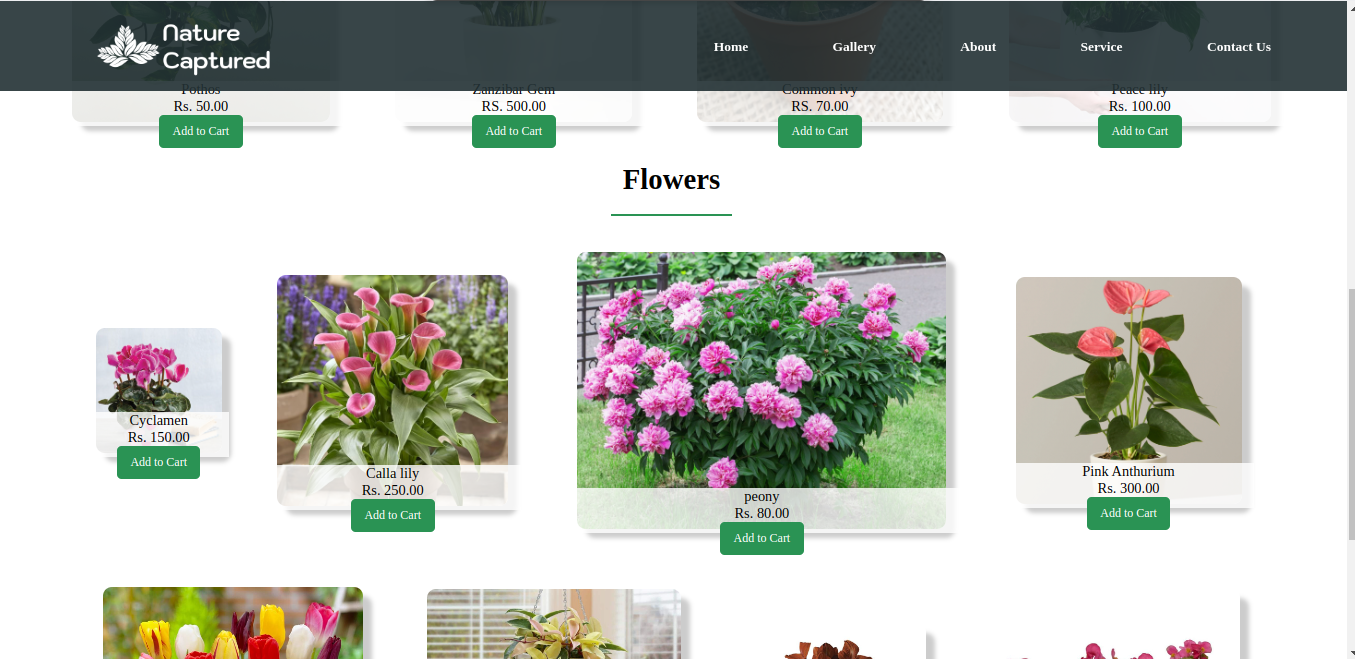 Nature
Captured
Home
Gallery
About
Service
Contact Us
Pothos
Rs. 50.00
Add to Cart
Zanzibar Gem
RS. 500.00
Add to Cart
Common ivy
RS. 70.00
Add to Cart
Peace lily
Rs. 100.00
Add to Cart
Flowers
Cyclamen
Rs. 150.00
Add to Cart
Calla lily
Rs. 250.00
Add to Cart
peony
Rs. 80.00
Add to Cart
Pink Anthurium
Rs. 300.00
Add to Cart